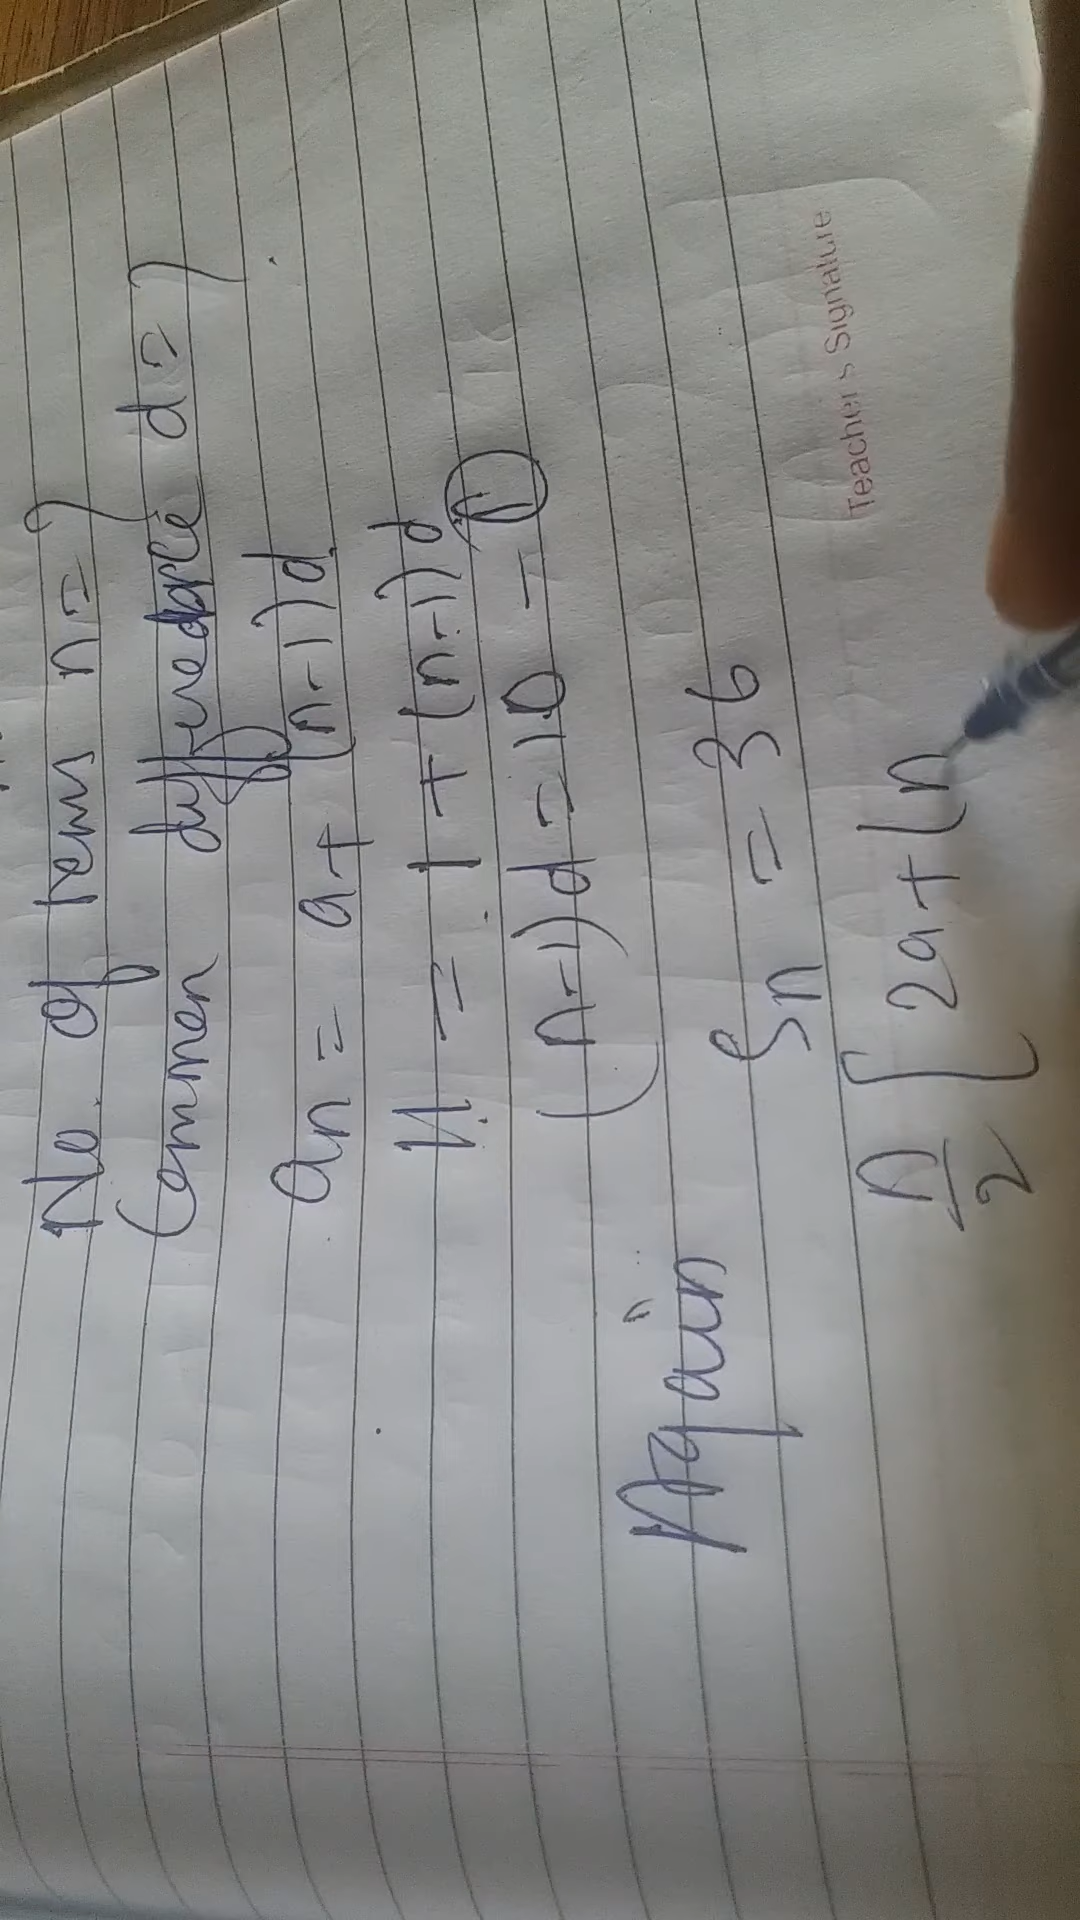 No. of terms n = ?
Common difference d = ?
an = a + (n-1)d
11 = 1 + (n-1)d
(n-1)d = 10 - 1
Again Sn = 36
n/2 [ 2a + (n
Teacher's Signature